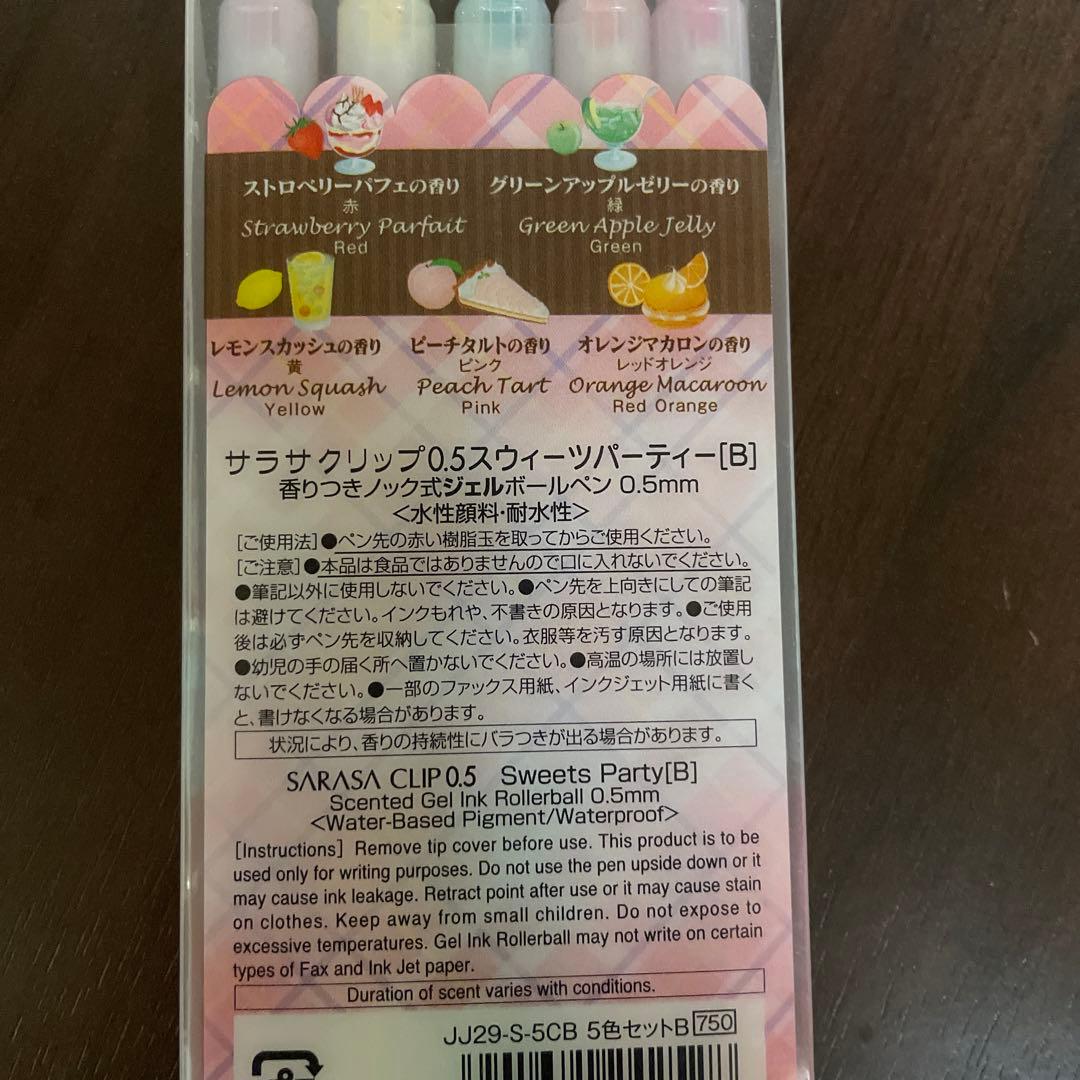 ストロベリーパフェの香り
赤
Strawberry Parfait
Red
グリーンアップルゼリーの香り
緑
Green Apple Jelly
Green
レモンスカッシュの香り
黄
Lemon Squash
Yellow
ピーチタルトの香り
ピンク
Peach Tart
Pink
オレンジマカロンの香り
レッドオレンジ
Orange Macaroon
Red Orange
サラサクリップ0.5スウィーツパーティー[B]
香りつきノック式ジェルボールペン 0.5mm
<水性顔料・耐水性>
[ご使用法]●ペン先の赤い樹脂玉を取ってからご使用ください。
[ご注意]●本品は食品ではありませんので口に入れないでください。
●筆記以外に使用しないでください。●ペン先を上向きにしての筆記
は避けてください。インクもれや、不書きの原因となります。●ご使用
後は必ずペン先を収納してください。衣服等を汚す原因となります。
●幼児の手の届く所へ置かないでください。●高温の場所には放置し
ないでください。●一部のファックス用紙、インクジェット用紙に書く
と、書けなくなる場合があります。
状況により、香りの持続性にバラつきが出る場合があります。
SARASA CLIP 0.5 Sweets Party[B]
Scented Gel Ink Rollerball 0.5mm
<Water-Based Pigment/Waterproof>
[Instructions] Remove tip cover before use. This product is to be
used only for writing purposes. Do not use the pen upside down or it
may cause ink leakage. Retract point after use or it may cause stain
on clothes. Keep away from small children. Do not expose to
excessive temperatures. Gel Ink Rollerball may not write on certain
types of Fax and Ink Jet paper.
Duration of scent varies with conditions.
JJ29-S-5CB 5色セットB 750